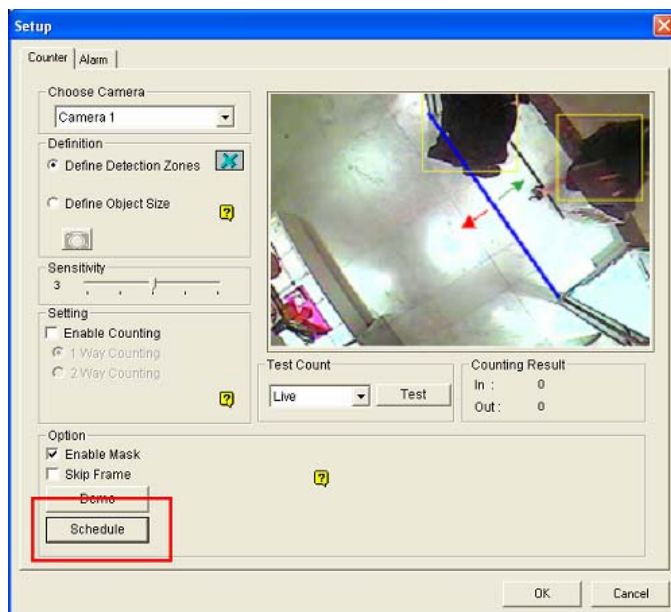 Setup
Counter
Alarm
Choose Camera
Camera 1
Definition
Define Detection Zones
Define Object Size
?
Sensitivity
3
Setting
Enable Counting
1 Way Counting
2 Way Counting
?
Test Count
Live
Test
Counting Result
In : 0
Out : 0
Option
Enable Mask
Skip Frame
?
Demo
Schedule
OK
Cancel